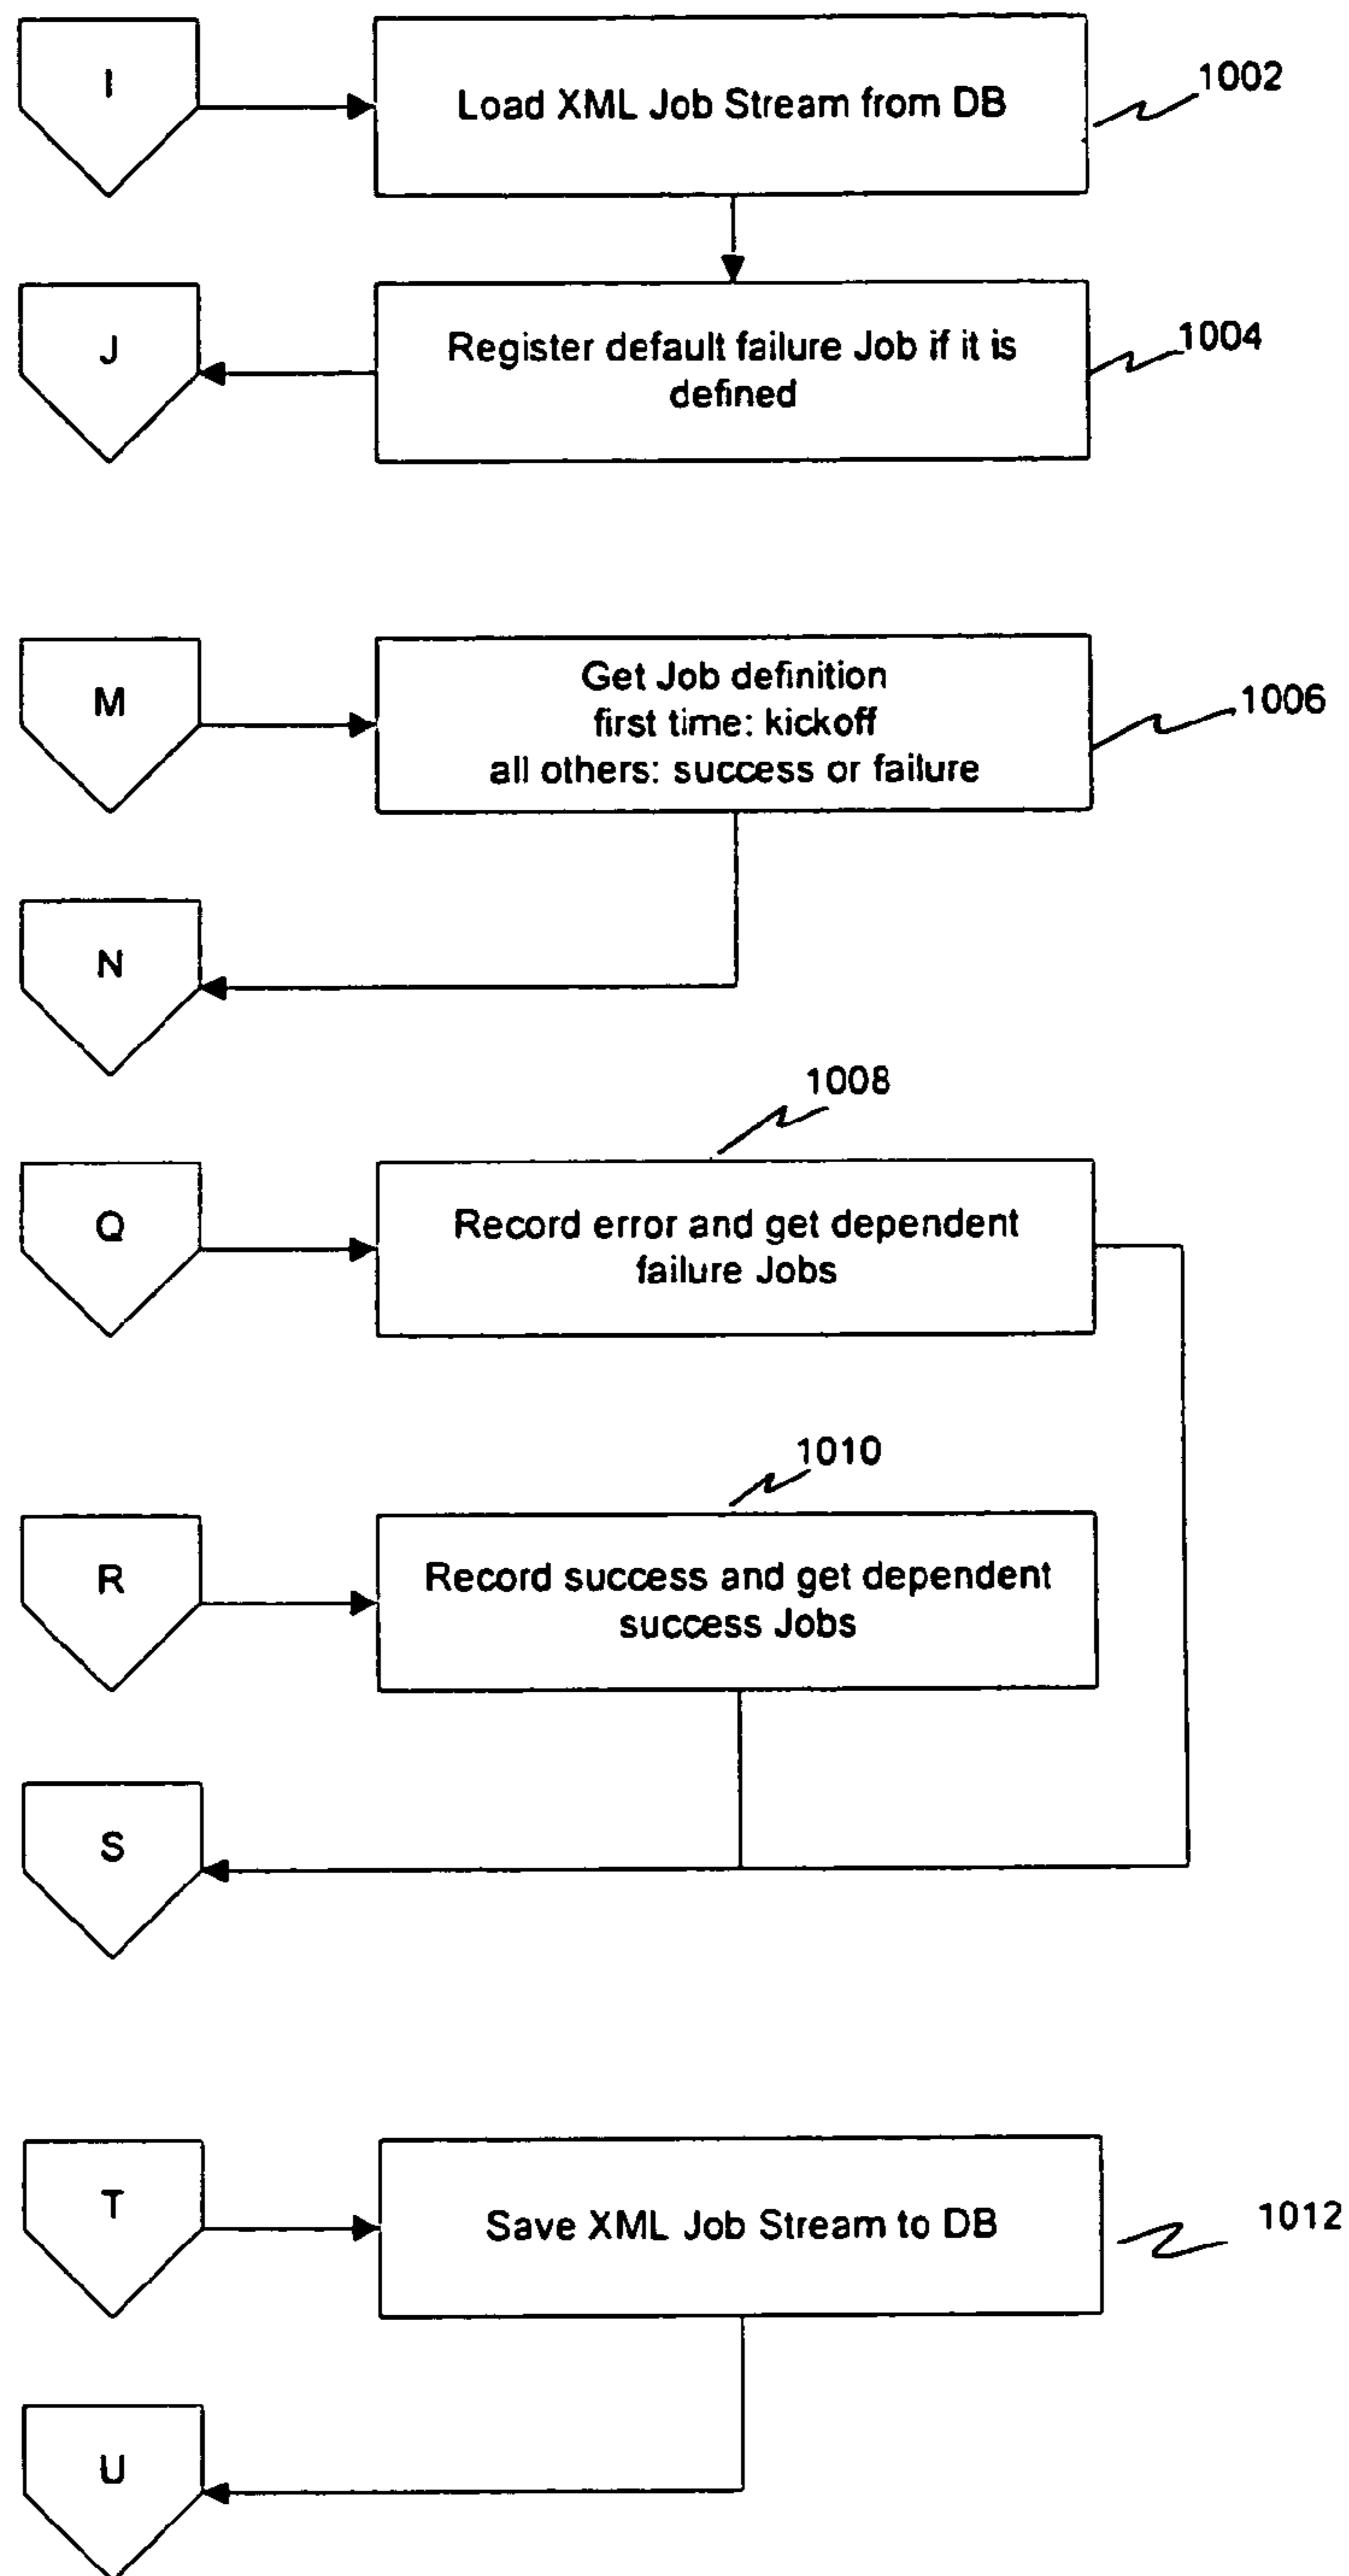 I
Load XML Job Stream from DB
1002
J
Register default failure Job if it is
defined
1004
M
Get Job definition
first time: kickoff
all others: success or failure
1006
N
1008
Q
Record error and get dependent
failure Jobs
1010
R
Record success and get dependent
success Jobs
S
T
Save XML Job Stream to DB
1012
U